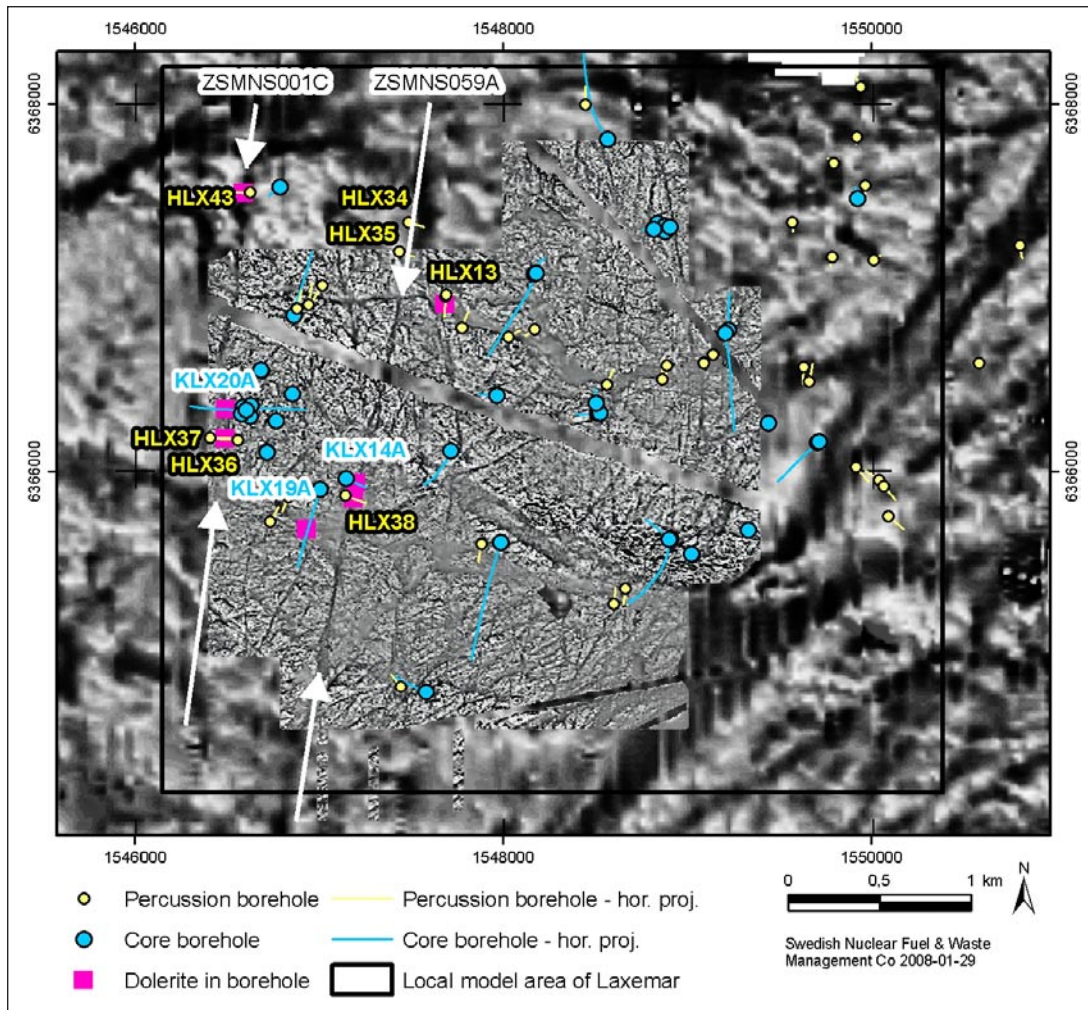 1546000 1548000 1550000
ZSMNS001C ZSMNS059A
6368000 6368000
HLX43 HLX34
HLX35
HLX13
KLX20A
HLX37
HLX36
KLX14A
6366000 6366000
KLX19A
HLX38
1546000 1548000 1550000
Percussion borehole Percussion borehole - hor. proj.
Core borehole Core borehole - hor. proj.
Dolerite in borehole Local model area of Laxemar
0 0,5 1 km
N
Swedish Nuclear Fuel & Waste
Management Co 2008-01-29